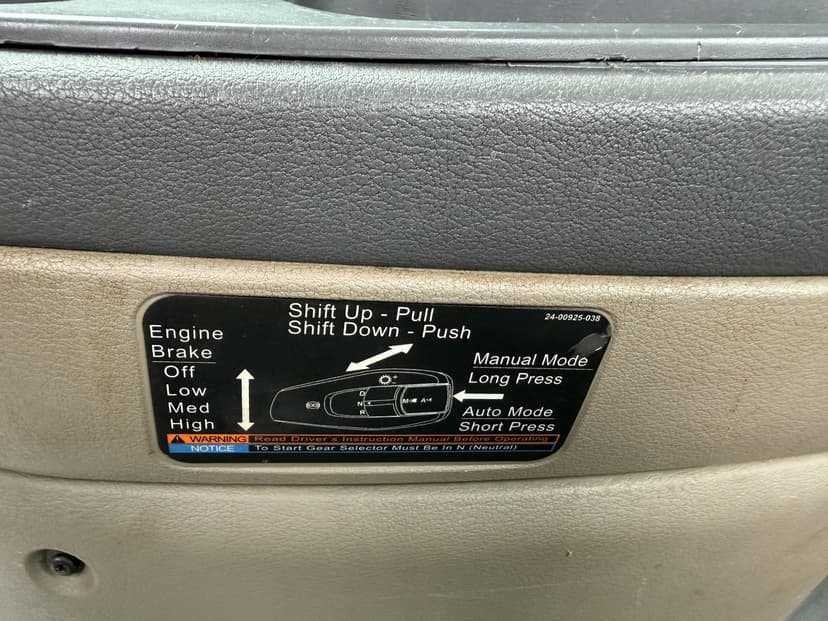 Shift Up - Pull
Shift Down - Push
24-00925-038
Engine
Brake
Off
Low
Med
High
D
N
R
M
A
Manual Mode
Long Press
Auto Mode
Short Press
WARNING Read Driver's Instruction Manual Before Operating
NOTICE To Start Gear Selector Must Be In N (Neutral)